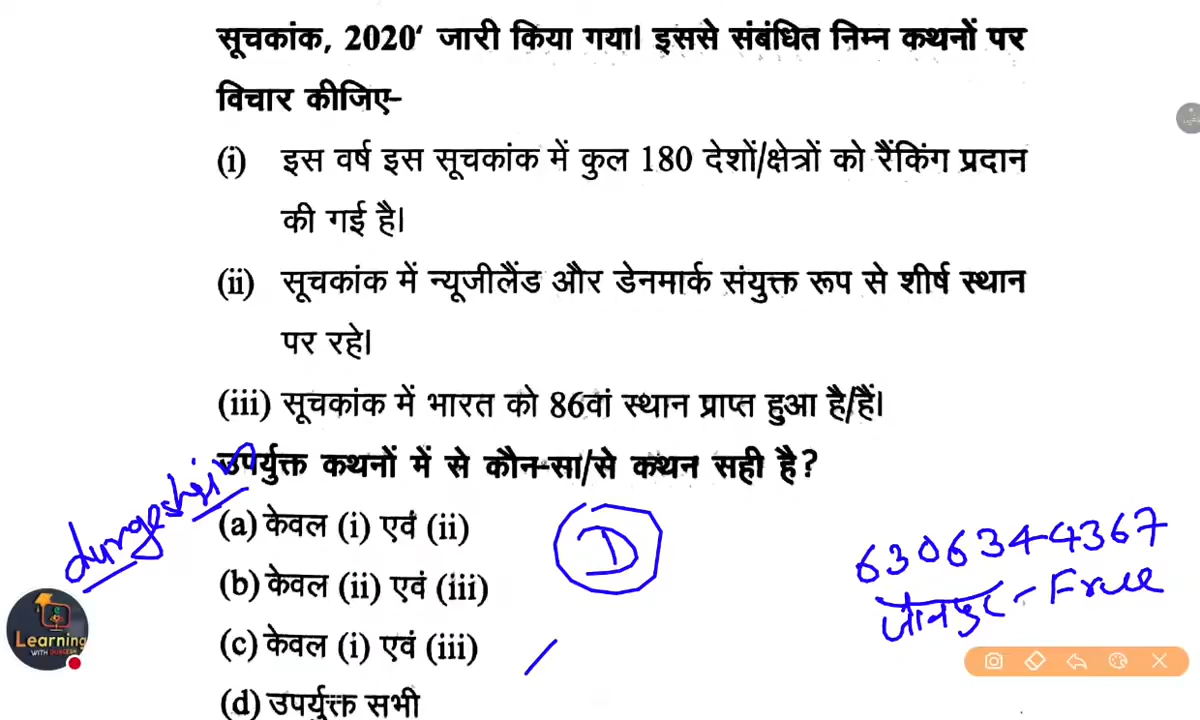 सूचकांक, 2020‘ जारी किया गया। इससे संबंधित निम्न कथनों पर
विचार कीजिए-
(i) इस वर्ष इस सूचकांक में कुल 180 देशों/क्षेत्रों को रैंकिंग प्रदान
की गई है।
(ii) सूचकांक में न्यूजीलैंड और डेनमार्क संयुक्त रूप से शीर्ष स्थान
पर रहे।
(iii) सूचकांक में भारत को 86वां स्थान प्राप्त हुआ है/हैं।
उपर्युक्त कथनों में से कौन-सा/से कथन सही है?
(a) केवल (i) एवं (ii)
(b) केवल (ii) एवं (iii)
(c) केवल (i) एवं (iii)
(d) उपर्युक्त सभी
D
6306344367
जौनपुर - Free
Learning
WITH DURGESH